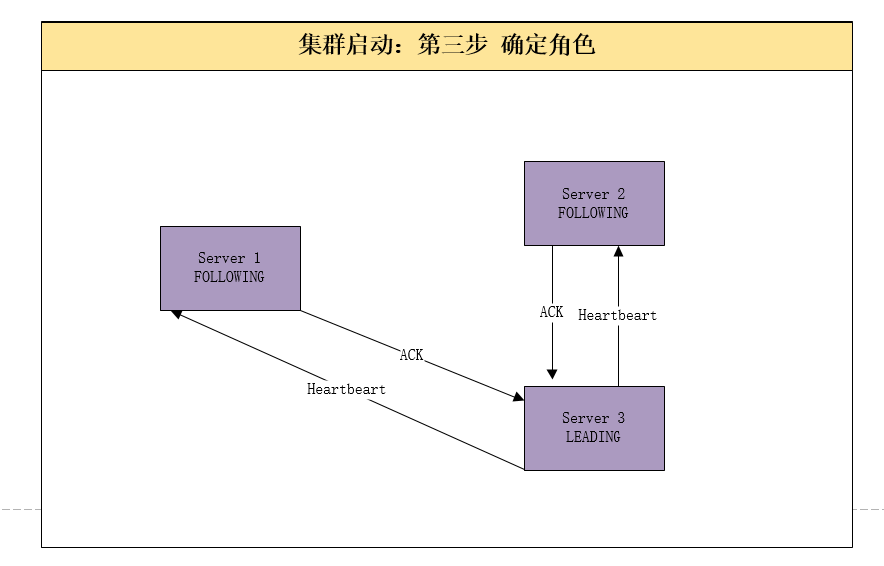 集群启动：第三步 确定角色
Server 2
FOLLOWING
Server 1
FOLLOWING
ACK
Heartbeart
ACK
Heartbeart
Server 3
LEADING